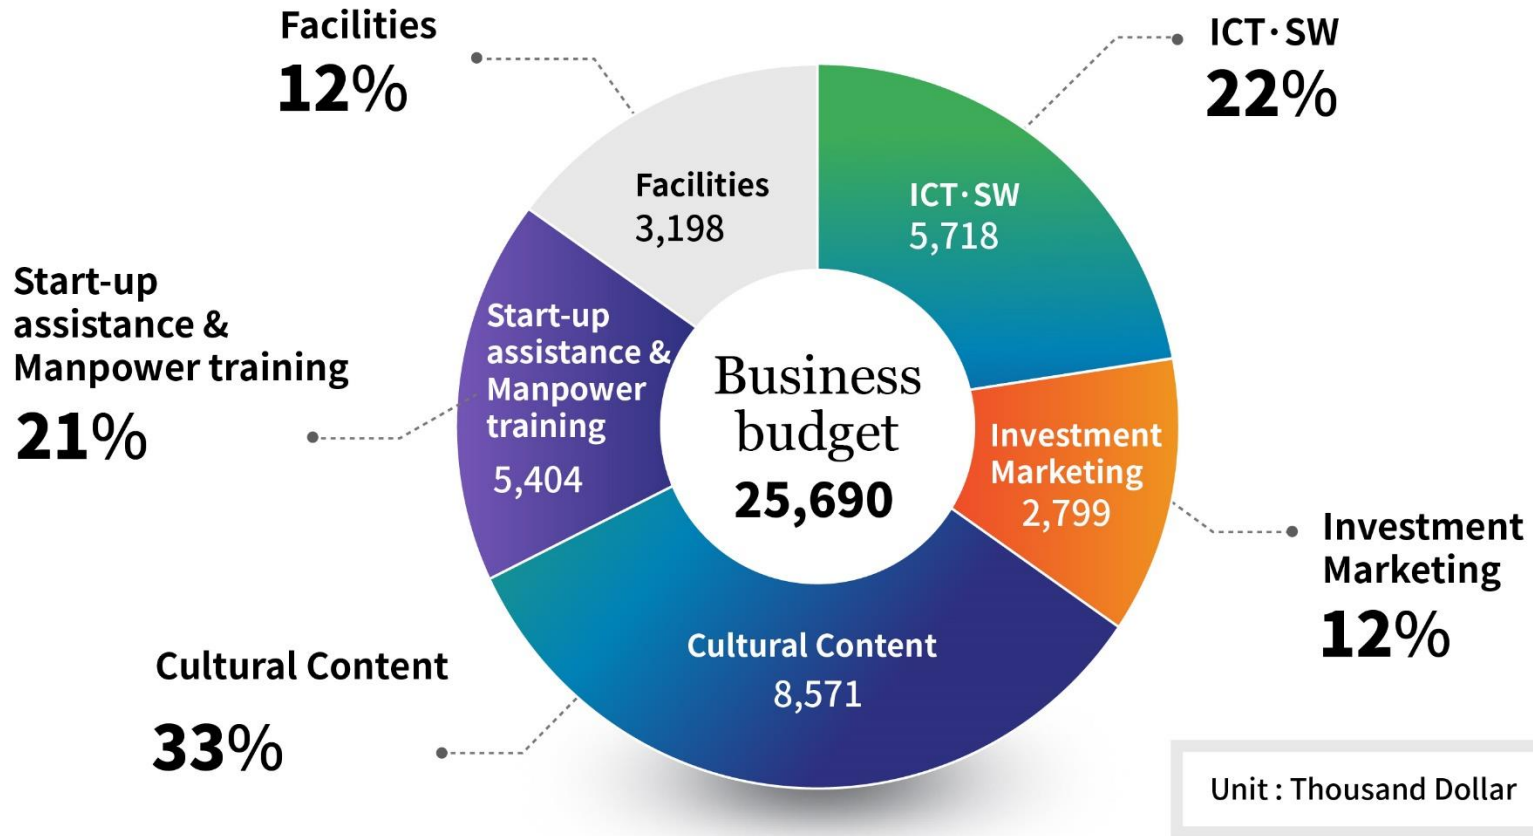 Facilities
12%
ICT·SW
22%
Facilities
3,198
ICT·SW
5,718
Start-up
assistance &
Manpower training
21%
Start-up
assistance &
Manpower
training
5,404
Business
budget
25,690
Investment
Marketing
2,799
Investment
Marketing
12%
Cultural Content
8,571
Cultural Content
33%
Unit : Thousand Dollar